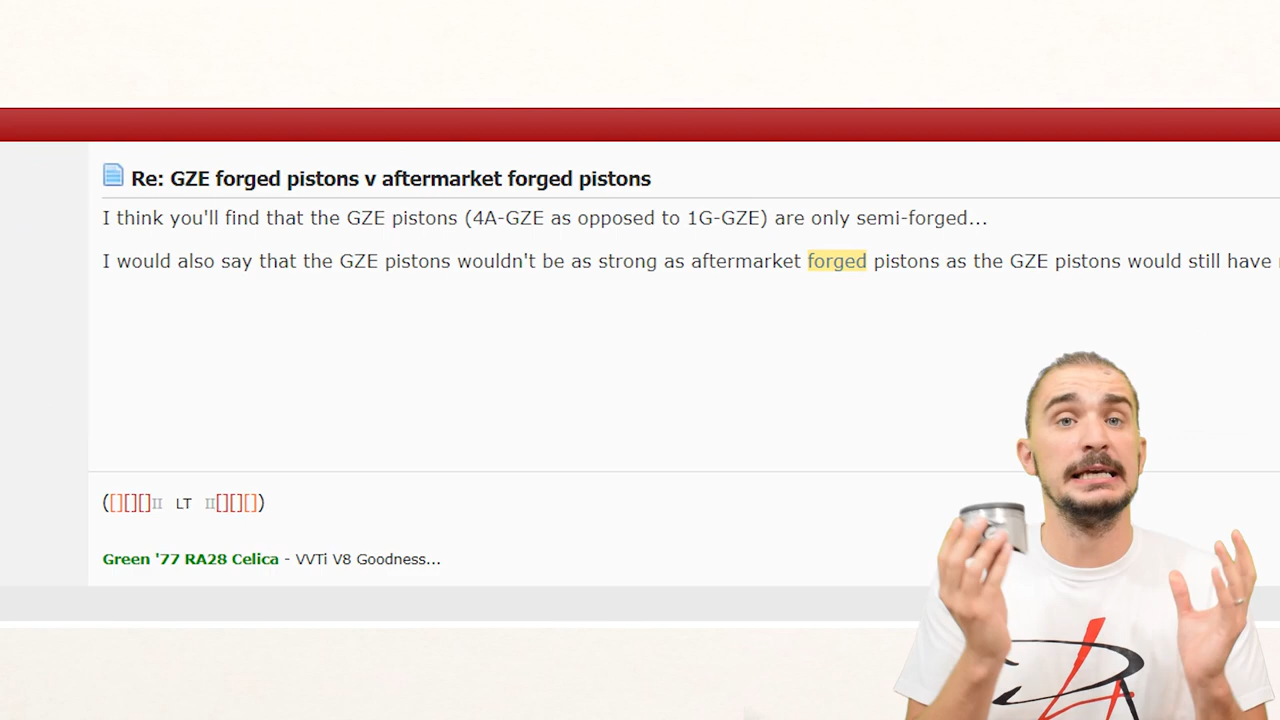 Re: GZE forged pistons v aftermarket forged pistons
I think you'll find that the GZE pistons (4A-GZE as opposed to 1G-GZE) are only semi-forged...
I would also say that the GZE pistons wouldn't be as strong as aftermarket forged pistons as the GZE pistons would still have
([][][]II LT II[][][])
Green '77 RA28 Celica - VVTi V8 Goodness...